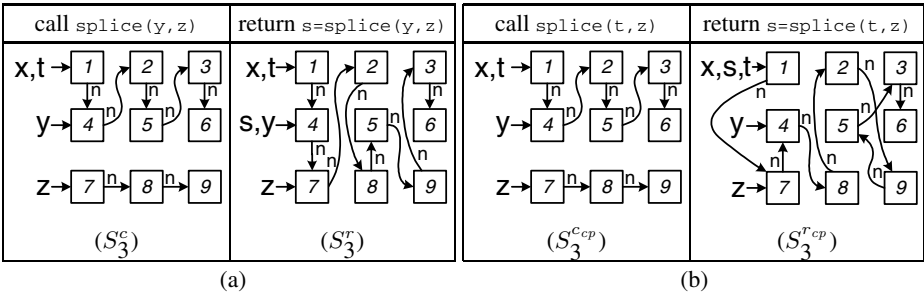 call splice(y,z) return s=splice(y,z) call splice(t,z) return s=splice(t,z)
x,t 1 2 3 x,t 1 2 3 x,t 1 2 3 x,s,t 1 2 3
n n n n n n n n n n n n n n n n
y 4 5 6 s,y 4 5 6 y 4 5 6 y 4 5 6
n n n n n n n n n n n n
z 7 8 9 z 7 8 9 z 7 8 9 z 7 8 9
(S₃ᶜ) (S₃ʳ) (S₃ᶜᶜᵖ) (S₃ʳᶜᵖ)
(a) (b)